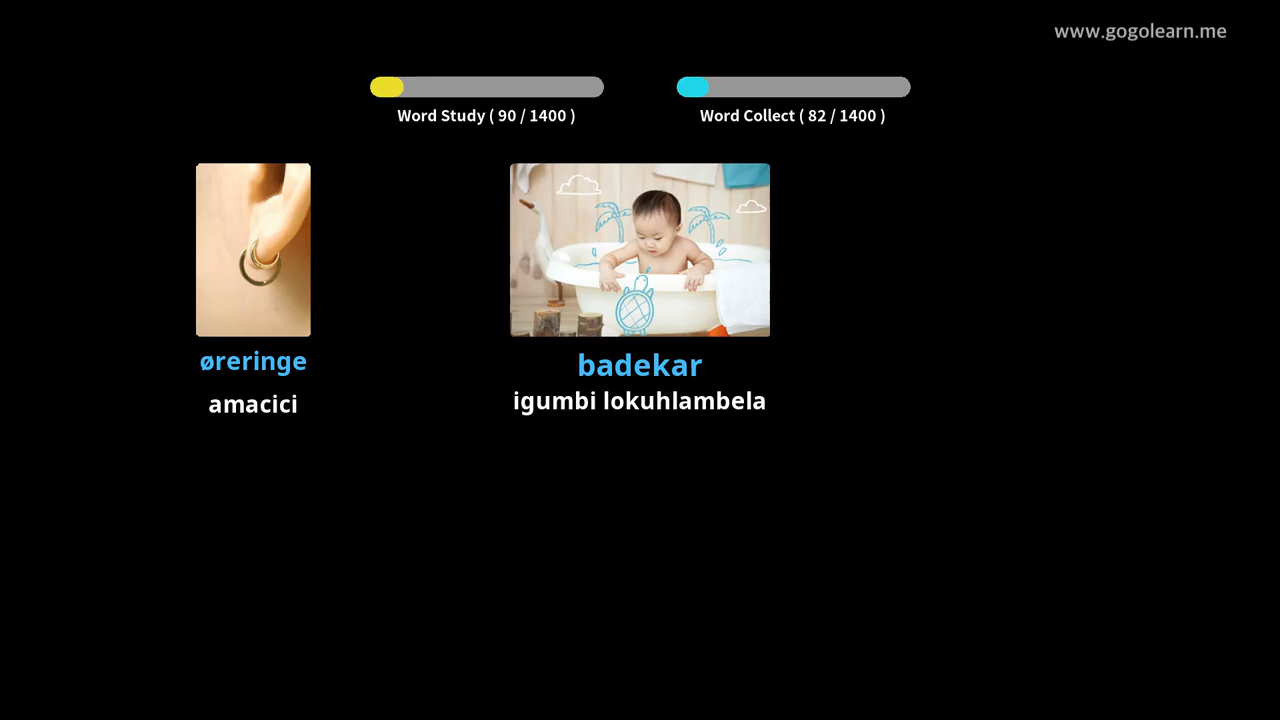 www.gogolearn.me
Word Study ( 90 / 1400 )
Word Collect ( 82 / 1400 )
øreringe
amacici
badekar
igumbi lokuhlambela